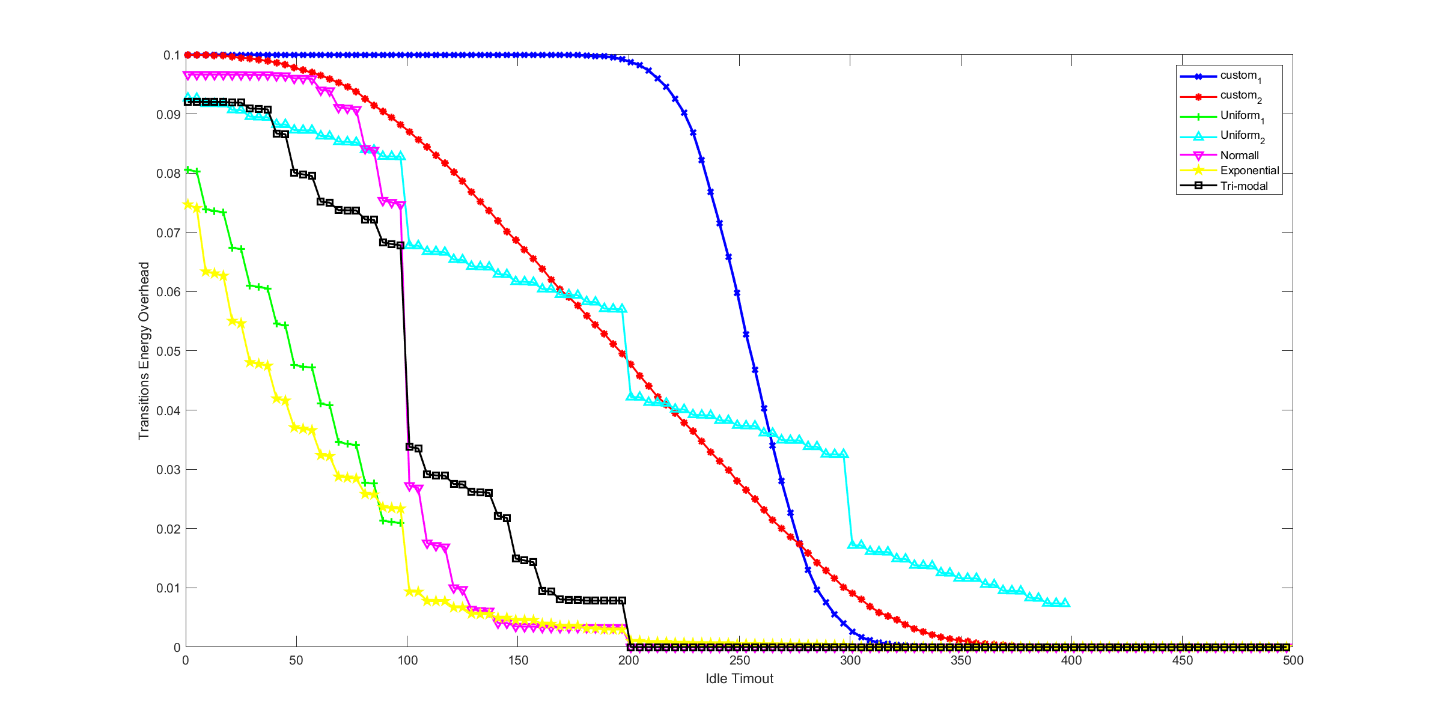 0.1
0.09
0.08
0.07
0.06
0.05
0.04
0.03
0.02
0.01
0
Transitions Energy Overhead
0 50 100 150 200 250 300 350 400 450 500
Idle Timout
custom1
custom2
Uniform1
Uniform2
Normall
Exponential
Tri-modal